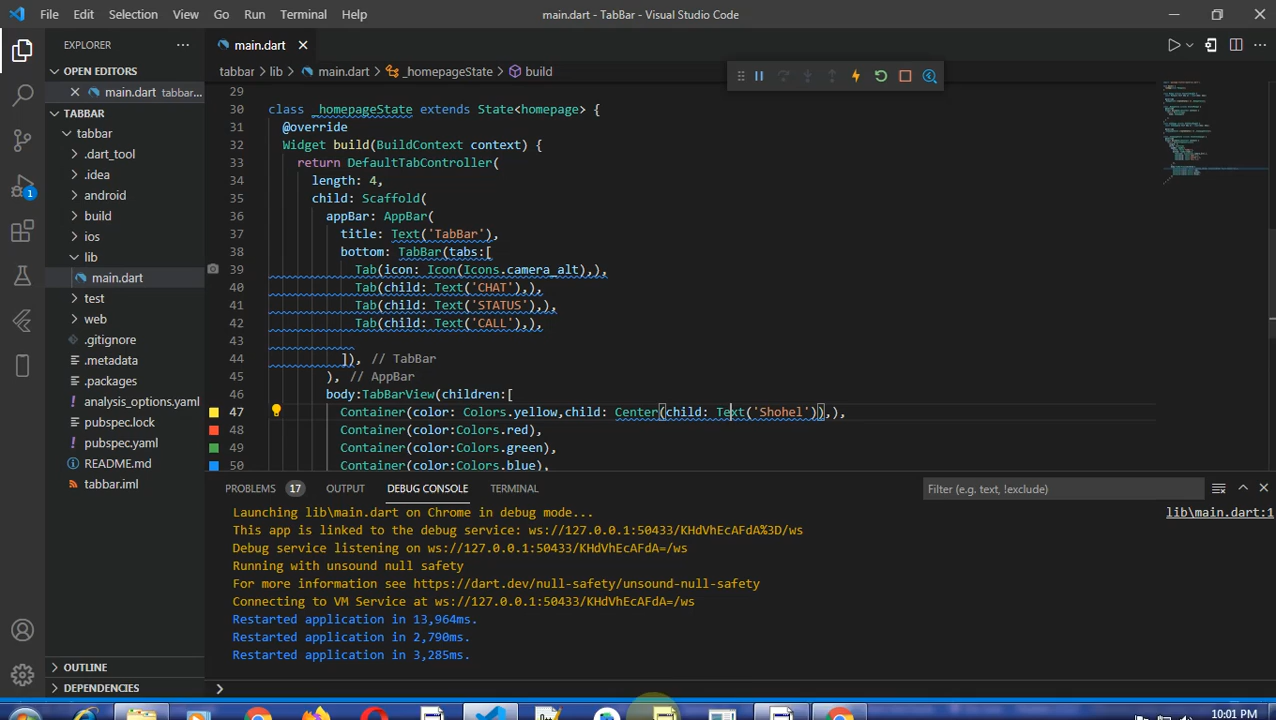 File Edit Selection View Go Run Terminal Help
main.dart - TabBar - Visual Studio Code
EXPLORER
OPEN EDITORS
main.dart tabbar...
TABBAR
tabbar
.dart_tool
.idea
android
build
ios
lib
main.dart
test
web
.gitignore
.metadata
.packages
analysis_options.yaml
pubspec.lock
pubspec.yaml
README.md
tabbar.iml
OUTLINE
DEPENDENCIES
1
main.dart
tabbar > lib > main.dart > _homepageState > build
29
30 class _homepageState extends State<homepage> {
31 @override
32 Widget build(BuildContext context) {
33 return DefaultTabController(
34 length: 4,
35 child: Scaffold(
36 appBar: AppBar(
37 title: Text('TabBar'),
38 bottom: TabBar(tabs:[
39 Tab(icon: Icon(Icons.camera_alt),),
40 Tab(child: Text('CHAT'),),
41 Tab(child: Text('STATUS'),),
42 Tab(child: Text('CALL'),),
43
44 ]), // TabBar
45 ), // AppBar
46 body:TabBarView(children:[
47 Container(color: Colors.yellow,child: Center(child: Text('Shohel')),),
48 Container(color:Colors.red),
49 Container(color:Colors.green),
50 Container(color:Colors.blue),
PROBLEMS 17 OUTPUT DEBUG CONSOLE TERMINAL
Filter (e.g. text, !exclude)
Launching lib\main.dart on Chrome in debug mode...
lib\main.dart:1
This app is linked to the debug service: ws://127.0.0.1:50433/KHdVhEcAFdA%3D/ws
Debug service listening on ws://127.0.0.1:50433/KHdVhEcAFdA=/ws
Running with unsound null safety
For more information see https://dart.dev/null-safety/unsound-null-safety
Connecting to VM Service at ws://127.0.0.1:50433/KHdVhEcAFdA=/ws
Restarted application in 13,964ms.
Restarted application in 2,790ms.
Restarted application in 3,285ms.
10:01 PM